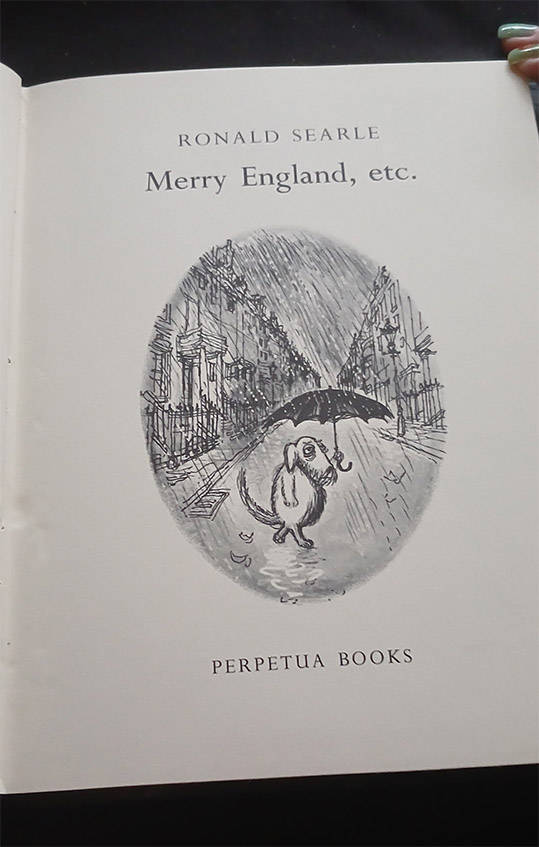 RONALD SEARLE
Merry England, etc.
PERPETUA BOOKS